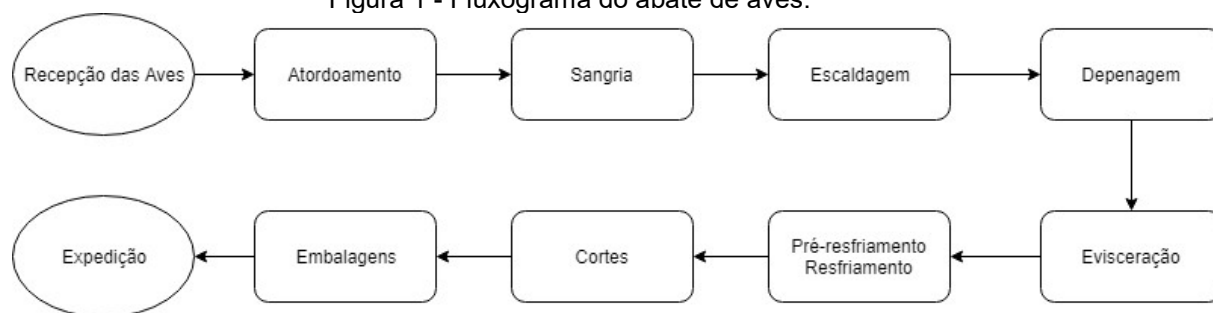 Figura 1 - Fluxograma do abate de aves.
Recepção das Aves
Atordoamento
Sangria
Escaldagem
Depenagem
Evisceração
Pré-resfriamento
Resfriamento
Cortes
Embalagens
Expedição